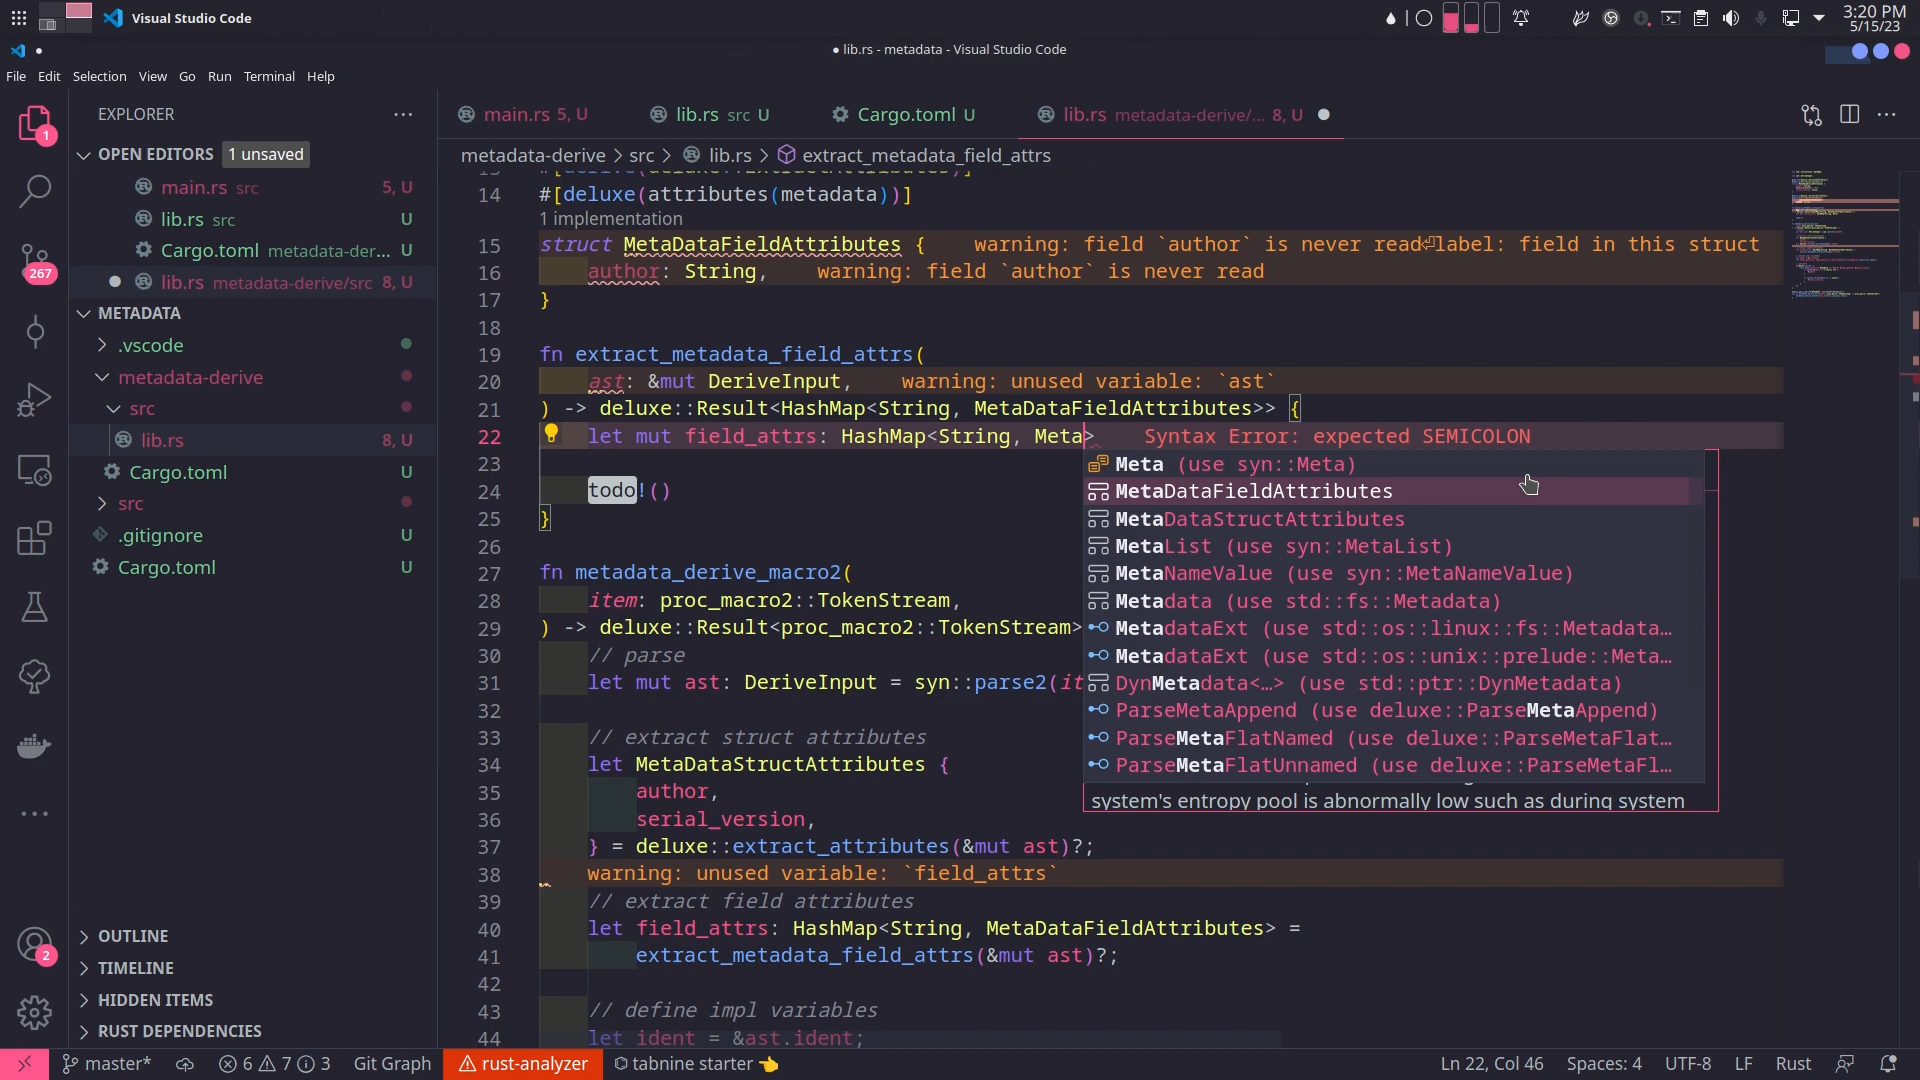 Visual Studio Code
3:20 PM
5/15/23
● lib.rs - metadata - Visual Studio Code
File Edit Selection View Go Run Terminal Help
EXPLORER
main.rs 5, U
lib.rs src U
Cargo.toml U
lib.rs metadata-derive/... 8, U
1
OPEN EDITORS 1 unsaved
main.rs src 5, U
lib.rs src U
Cargo.toml metadata-der... U
lib.rs metadata-derive/src 8, U
267
METADATA
.vscode
metadata-derive
src
lib.rs 8, U
Cargo.toml U
src
.gitignore U
Cargo.toml U
OUTLINE
TIMELINE
HIDDEN ITEMS
RUST DEPENDENCIES
2
metadata-derive > src > lib.rs > extract_metadata_field_attrs
14 #[deluxe(attributes(metadata))]
1 implementation
15 struct MetaDataFieldAttributes { warning: field `author` is never read⏎label: field in this struct
16 author: String, warning: field `author` is never read
17 }
18
19 fn extract_metadata_field_attrs(
20 ast: &mut DeriveInput, warning: unused variable: `ast`
21 ) -> deluxe::Result<HashMap<String, MetaDataFieldAttributes>> {
22 let mut field_attrs: HashMap<String, Meta> Syntax Error: expected SEMICOLON
23
24 todo!()
25 }
26
27 fn metadata_derive_macro2(
28 item: proc_macro2::TokenStream,
29 ) -> deluxe::Result<proc_macro2::TokenStream>
30 // parse
31 let mut ast: DeriveInput = syn::parse2(it
32
33 // extract struct attributes
34 let MetaDataStructAttributes {
35 author,
36 serial_version,
37 } = deluxe::extract_attributes(&mut ast)?;
38 warning: unused variable: `field_attrs`
39 // extract field attributes
40 let field_attrs: HashMap<String, MetaDataFieldAttributes> =
41 extract_metadata_field_attrs(&mut ast)?;
42
43 // define impl variables
44 let ident = &ast.ident;
Meta (use syn::Meta)
MetaDataFieldAttributes
MetaDataStructAttributes
MetaList (use syn::MetaList)
MetaNameValue (use syn::MetaNameValue)
Metadata (use std::fs::Metadata)
MetadataExt (use std::os::linux::fs::Metadata…
MetadataExt (use std::os::unix::prelude::Meta…
DynMetadata<…> (use std::ptr::DynMetadata)
ParseMetaAppend (use deluxe::ParseMetaAppend)
ParseMetaFlatNamed (use deluxe::ParseMetaFlat…
ParseMetaFlatUnnamed (use deluxe::ParseMetaFl…
system's entropy pool is abnormally low such as during system
master* 6 7 3 Git Graph rust-analyzer tabnine starter 👈 Ln 22, Col 46 Spaces: 4 UTF-8 LF Rust